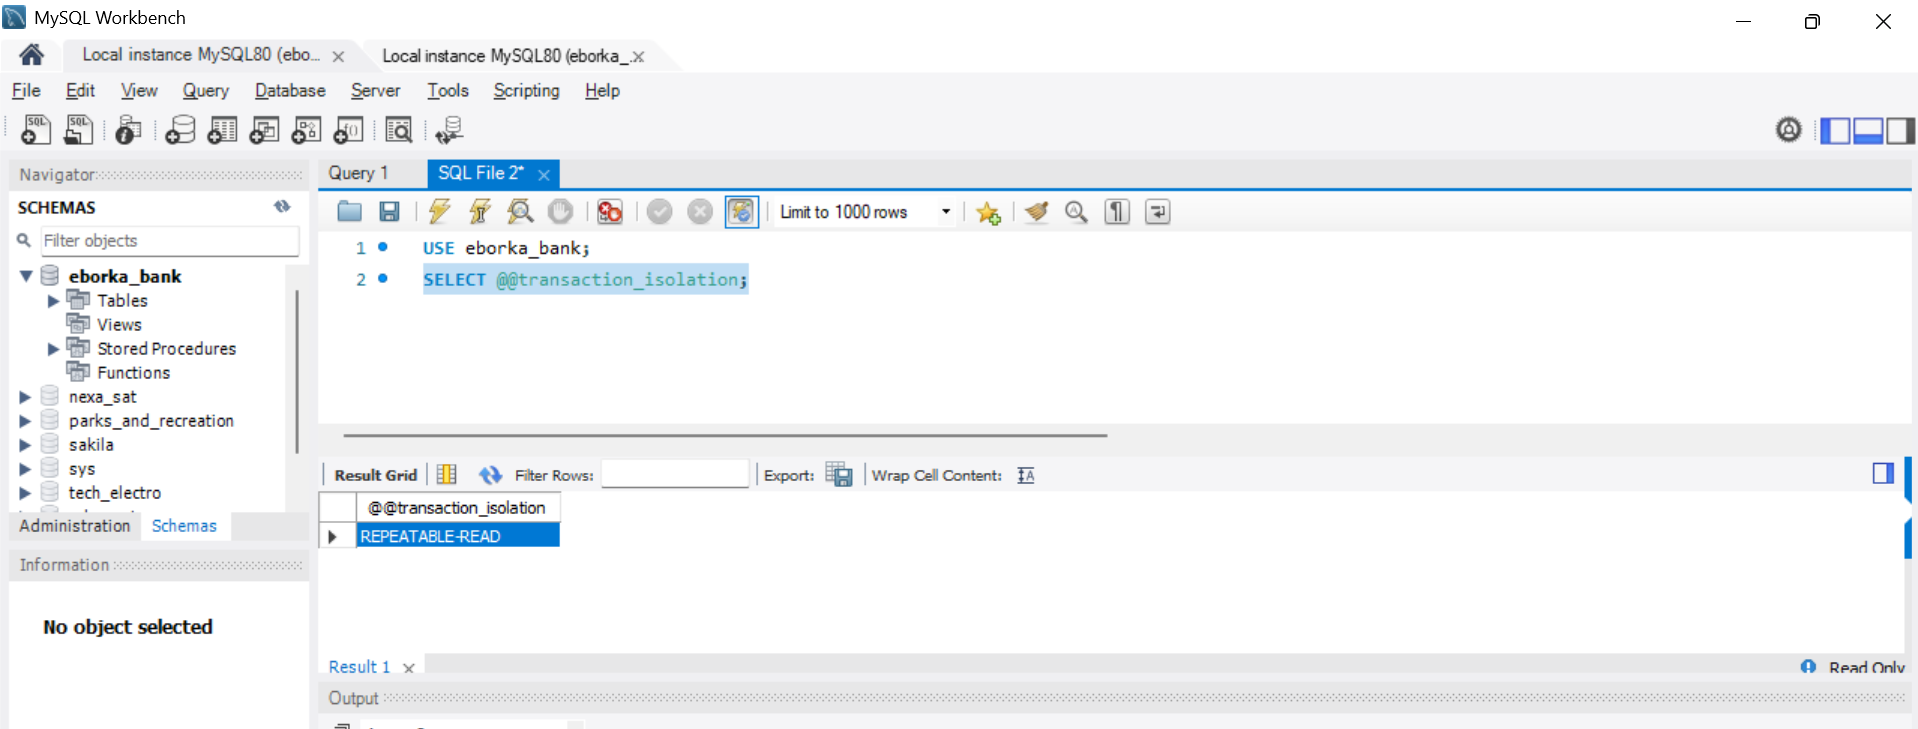 MySQL Workbench
Local instance MySQL80 (ebo... Local instance MySQL80 (eborka_...
File Edit View Query Database Server Tools Scripting Help
Navigator
SCHEMAS
Filter objects
eborka_bank
Tables
Views
Stored Procedures
Functions
nexa_sat
parks_and_recreation
sakila
sys
tech_electro
Administration Schemas
Information
No object selected
Query 1 SQL File 2*
Limit to 1000 rows
1 USE eborka_bank;
2 SELECT @@transaction_isolation;
Result Grid Filter Rows: Export: Wrap Cell Content:
@@transaction_isolation
REPEATABLE-READ
Result 1 Read Only
Output